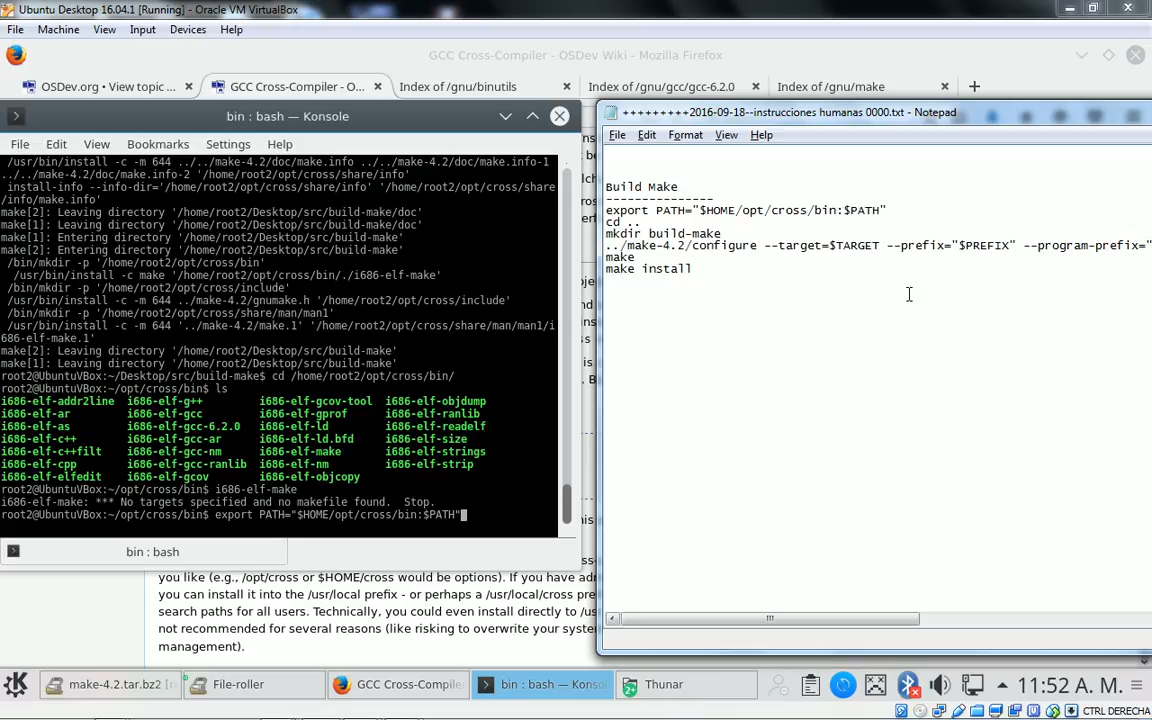 Ubuntu Desktop 16.04.1 [Running] - Oracle VM VirtualBox
File Machine View Input Devices Help
GCC Cross-Compiler - OSDev Wiki - Mozilla Firefox
OSDev.org • View topic ...
GCC Cross-Compiler - O...
Index of /gnu/binutils
Index of /gnu/gcc/gcc-6.2.0
Index of /gnu/make
bin : bash — Konsole
File Edit View Bookmarks Settings Help
/usr/bin/install -c -m 644 ../../make-4.2/doc/make.info ../../make-4.2/doc/make.info-1
../../make-4.2/doc/make.info-2 '/home/root2/opt/cross/share/info'
install-info --info-dir='/home/root2/opt/cross/share/info' '/home/root2/opt/cross/share
/info/make.info'
make[2]: Leaving directory '/home/root2/Desktop/src/build-make/doc'
make[1]: Leaving directory '/home/root2/Desktop/src/build-make/doc'
make[1]: Entering directory '/home/root2/Desktop/src/build-make'
make[2]: Entering directory '/home/root2/Desktop/src/build-make'
/bin/mkdir -p '/home/root2/opt/cross/bin'
/usr/bin/install -c make '/home/root2/opt/cross/bin/./i686-elf-make'
/bin/mkdir -p '/home/root2/opt/cross/include'
/usr/bin/install -c -m 644 ../make-4.2/gnumake.h '/home/root2/opt/cross/include'
/bin/mkdir -p '/home/root2/opt/cross/share/man/man1'
/usr/bin/install -c -m 644 '../make-4.2/make.1' '/home/root2/opt/cross/share/man/man1/i
686-elf-make.1'
make[2]: Leaving directory '/home/root2/Desktop/src/build-make'
make[1]: Leaving directory '/home/root2/Desktop/src/build-make'
root2@UbuntuVBox:~/Desktop/src/build-make$ cd /home/root2/opt/cross/bin/
root2@UbuntuVBox:~/opt/cross/bin$ ls
i686-elf-addr2line i686-elf-g++ i686-elf-gcov-tool i686-elf-objdump
i686-elf-ar i686-elf-gcc i686-elf-gprof i686-elf-ranlib
i686-elf-as i686-elf-gcc-6.2.0 i686-elf-ld i686-elf-readelf
i686-elf-c++ i686-elf-gcc-ar i686-elf-ld.bfd i686-elf-size
i686-elf-c++filt i686-elf-gcc-nm i686-elf-make i686-elf-strings
i686-elf-cpp i686-elf-gcc-ranlib i686-elf-nm i686-elf-strip
i686-elf-elfedit i686-elf-gcov i686-elf-objcopy
root2@UbuntuVBox:~/opt/cross/bin$ i686-elf-make
i686-elf-make: *** No targets specified and no makefile found. Stop.
root2@UbuntuVBox:~/opt/cross/bin$ export PATH="$HOME/opt/cross/bin:$PATH"
bin : bash
+++++++++2016-09-18--instrucciones humanas 0000.txt - Notepad
File Edit Format View Help
Build Make
---------------
export PATH="$HOME/opt/cross/bin:$PATH"
cd ..
mkdir build-make
../make-4.2/configure --target=$TARGET --prefix="$PREFIX" --program-prefix="
make
make install
you like (e.g., /opt/cross or $HOME/cross would be options). If you have
you can install it into the /usr/local prefix - or perhaps a /usr/local/cross
search paths for all users. Technically, you could even install directly to
not recommended for several reasons (like risking to overwrite your
management).
make-4.2.tar.bz2
File-roller
GCC Cross-Compile
bin : bash — Konso
Thunar
11:52 A. M.
CTRL DERECHA